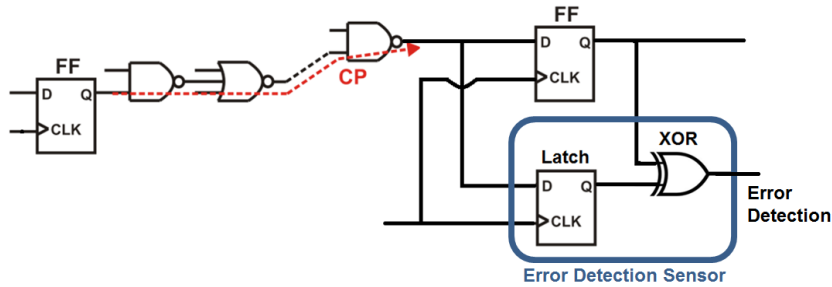 FF
D Q
CLK
CP
FF
D Q
CLK
Latch
D Q
CLK
XOR
Error
Detection
Error Detection Sensor